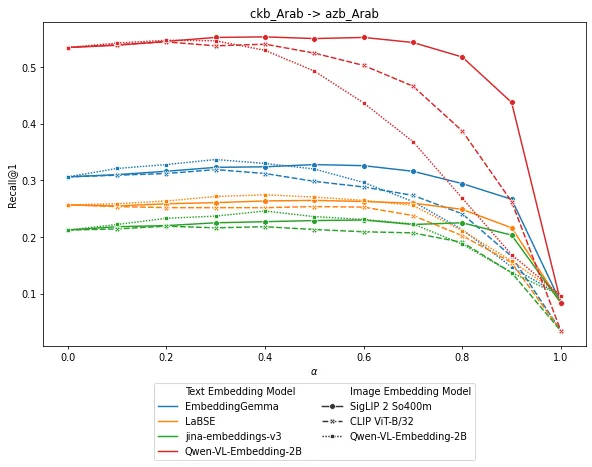 ckb_Arab -> azb_Arab
Recall@1
0.5
0.4
0.3
0.2
0.1
0.0 0.2 0.4 0.6 0.8 1.0
α
Text Embedding Model Image Embedding Model
EmbeddingGemma SigLIP 2 So400m
LaBSE CLIP ViT-B/32
jina-embeddings-v3 Qwen-VL-Embedding-2B
Qwen-VL-Embedding-2B